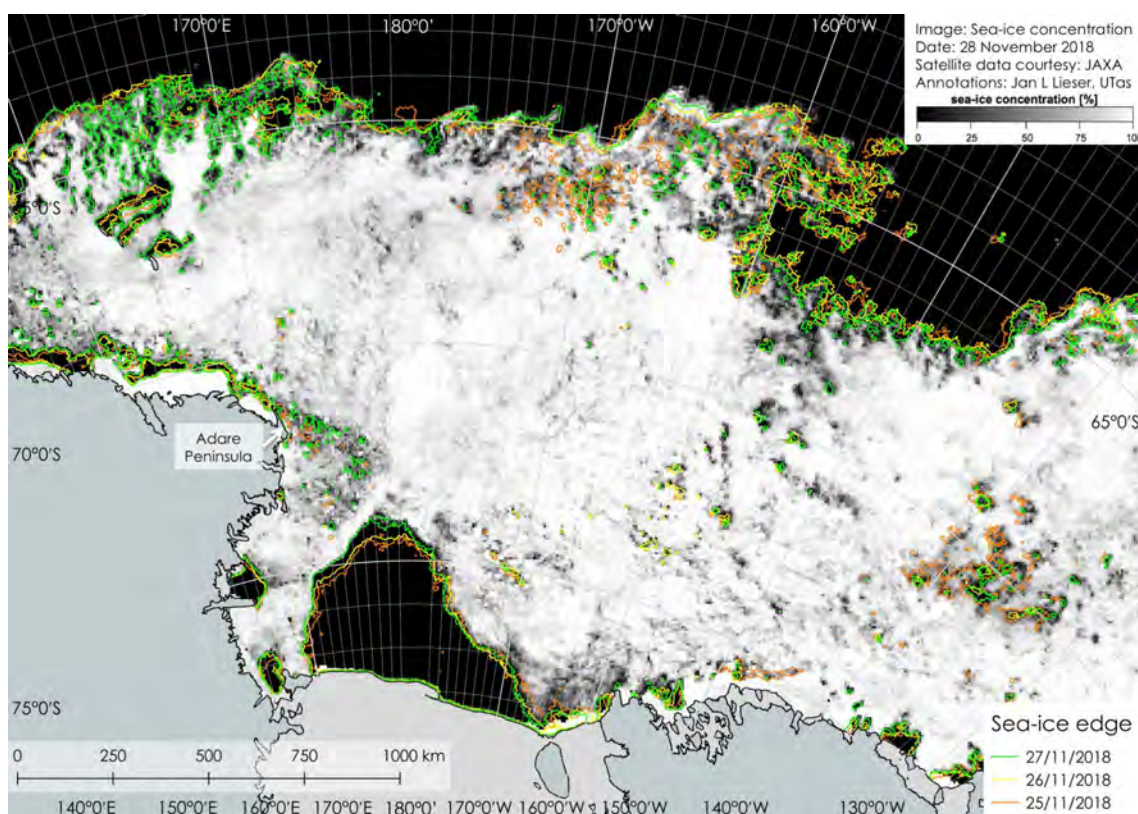 170°0'E
180°0'
170°0'W
160°0'W
Image: Sea-ice concentration
Date: 28 November 2018
Satellite data courtesy: JAXA
Annotations: Jan L Lieser, UTas
sea-ice concentration [%]
0 25 50 75 10
5°0'S
Adare
Peninsula
70°0'S
65°0'S
75°0'S
0 250 500 750 1000 km
Sea-ice edge
27/11/2018
26/11/2018
25/11/2018
140°0'E 150°0'E 160°0'E 170°0'E 180°0' 170°0'W 160°0'W 150°0'W 140°0'W 130°0'W